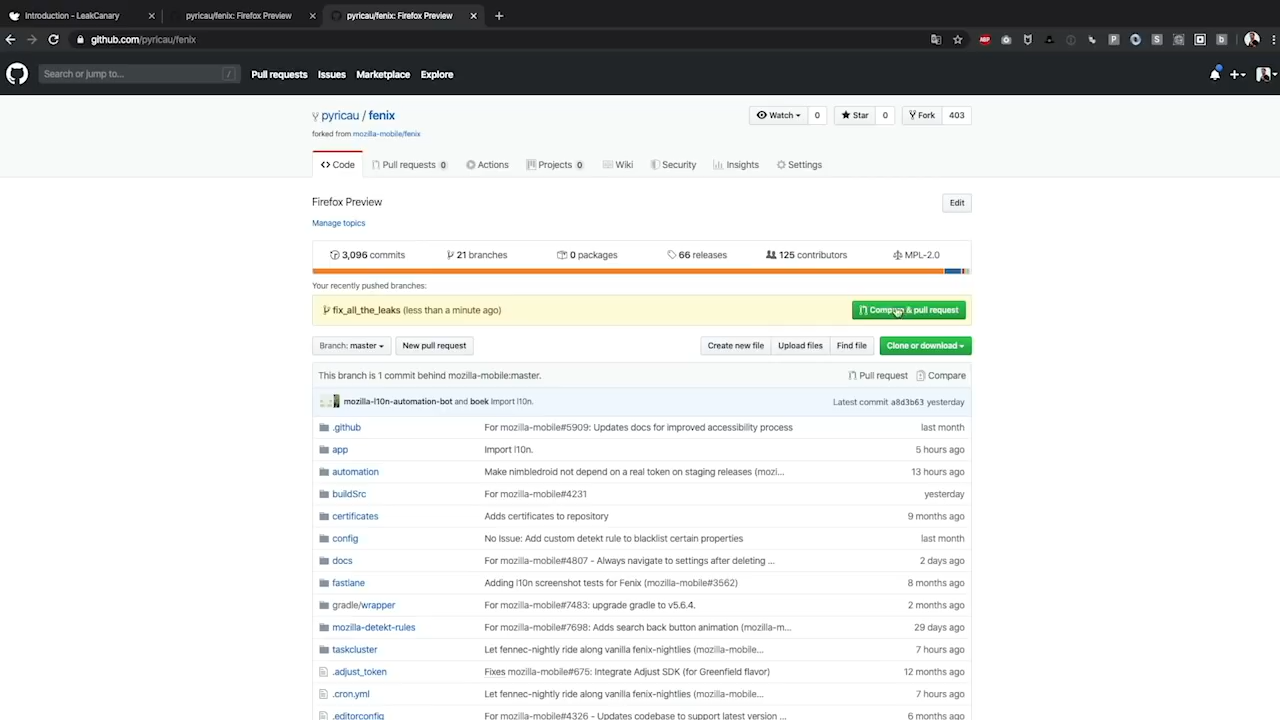 Introduction - LeakCanary
pyricau/fenix: Firefox Preview
pyricau/fenix: Firefox Preview
github.com/pyricau/fenix
Search or jump to...
/
Pull requests Issues Marketplace Explore
pyricau / fenix
Watch 0 Star 0 Fork 403
forked from mozilla-mobile/fenix
Code Pull requests 0 Actions Projects 0 Wiki Security Insights Settings
Firefox Preview
Edit
Manage topics
3,096 commits 21 branches 0 packages 66 releases 125 contributors MPL-2.0
Your recently pushed branches:
fix_all_the_leaks (less than a minute ago)
& pull request
Branch: master New pull request Create new file Upload files Find file Clone or download
This branch is 1 commit behind mozilla-mobile:master.
Pull request Compare
mozilla-l10n-automation-bot and boek Import l10n.
Latest commit a8d3b63 yesterday
.github For mozilla-mobile#5909: Updates docs for improved accessibility process last month
app Import l10n. 5 hours ago
automation Make nimbledroid not depend on a real token on staging releases (mozi... 13 hours ago
buildSrc For mozilla-mobile#4231 yesterday
certificates Adds certificates to repository 9 months ago
config No Issue: Add custom detekt rule to blacklist certain properties last month
docs For mozilla-mobile#4807 - Always navigate to settings after deleting ... 2 days ago
fastlane Adding l10n screenshot tests for Fenix (mozilla-mobile#3562) 8 months ago
gradle/wrapper For mozilla-mobile#7483: upgrade gradle to v5.6.4. 2 months ago
mozilla-detekt-rules For mozilla-mobile#7698: Adds search back button animation (mozilla-m... 29 days ago
taskcluster Let fennec-nightly ride along vanilla fenix-nightlies (mozilla-mobile... 7 hours ago
.adjust_token Fixes mozilla-mobile#675: Integrate Adjust SDK (for Greenfield flavor) 12 months ago
.cron.yml Let fennec-nightly ride along vanilla fenix-nightlies (mozilla-mobile... 7 hours ago
.editorconfig For mozilla-mobile#4326 - Updates codebase to support latest version ... 6 months ago